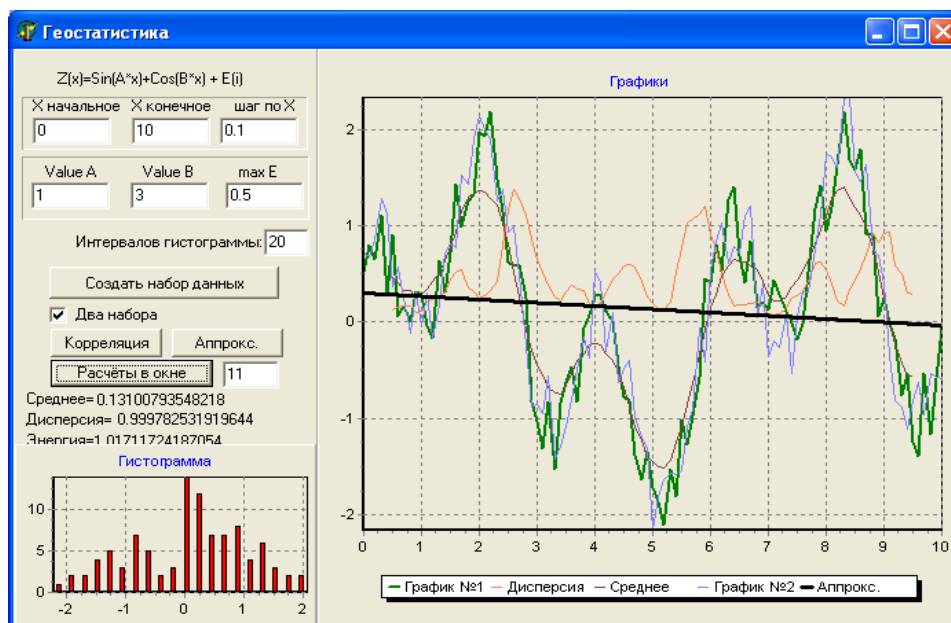 Геостатистика
Z(x)=Sin(A*x)+Cos(B*x) + E(i)
X начальное X конечное шаг по X
0 10 0.1
Value A Value B max E
1 3 0.5
Интервалов гистограммы: 20
Создать набор данных
Два набора
Корреляция Аппрокс.
Расчёты в окне 11
Среднее= 0.13100793548218
Дисперсия= 0.999782531919644
Энергия=1.01711724187054
Гистограмма
10
5
0
-2 -1 0 1 2
Графики
2
1
0
-1
-2
0 1 2 3 4 5 6 7 8 9 10
График №1 Дисперсия Среднее График №2 Аппрокс.